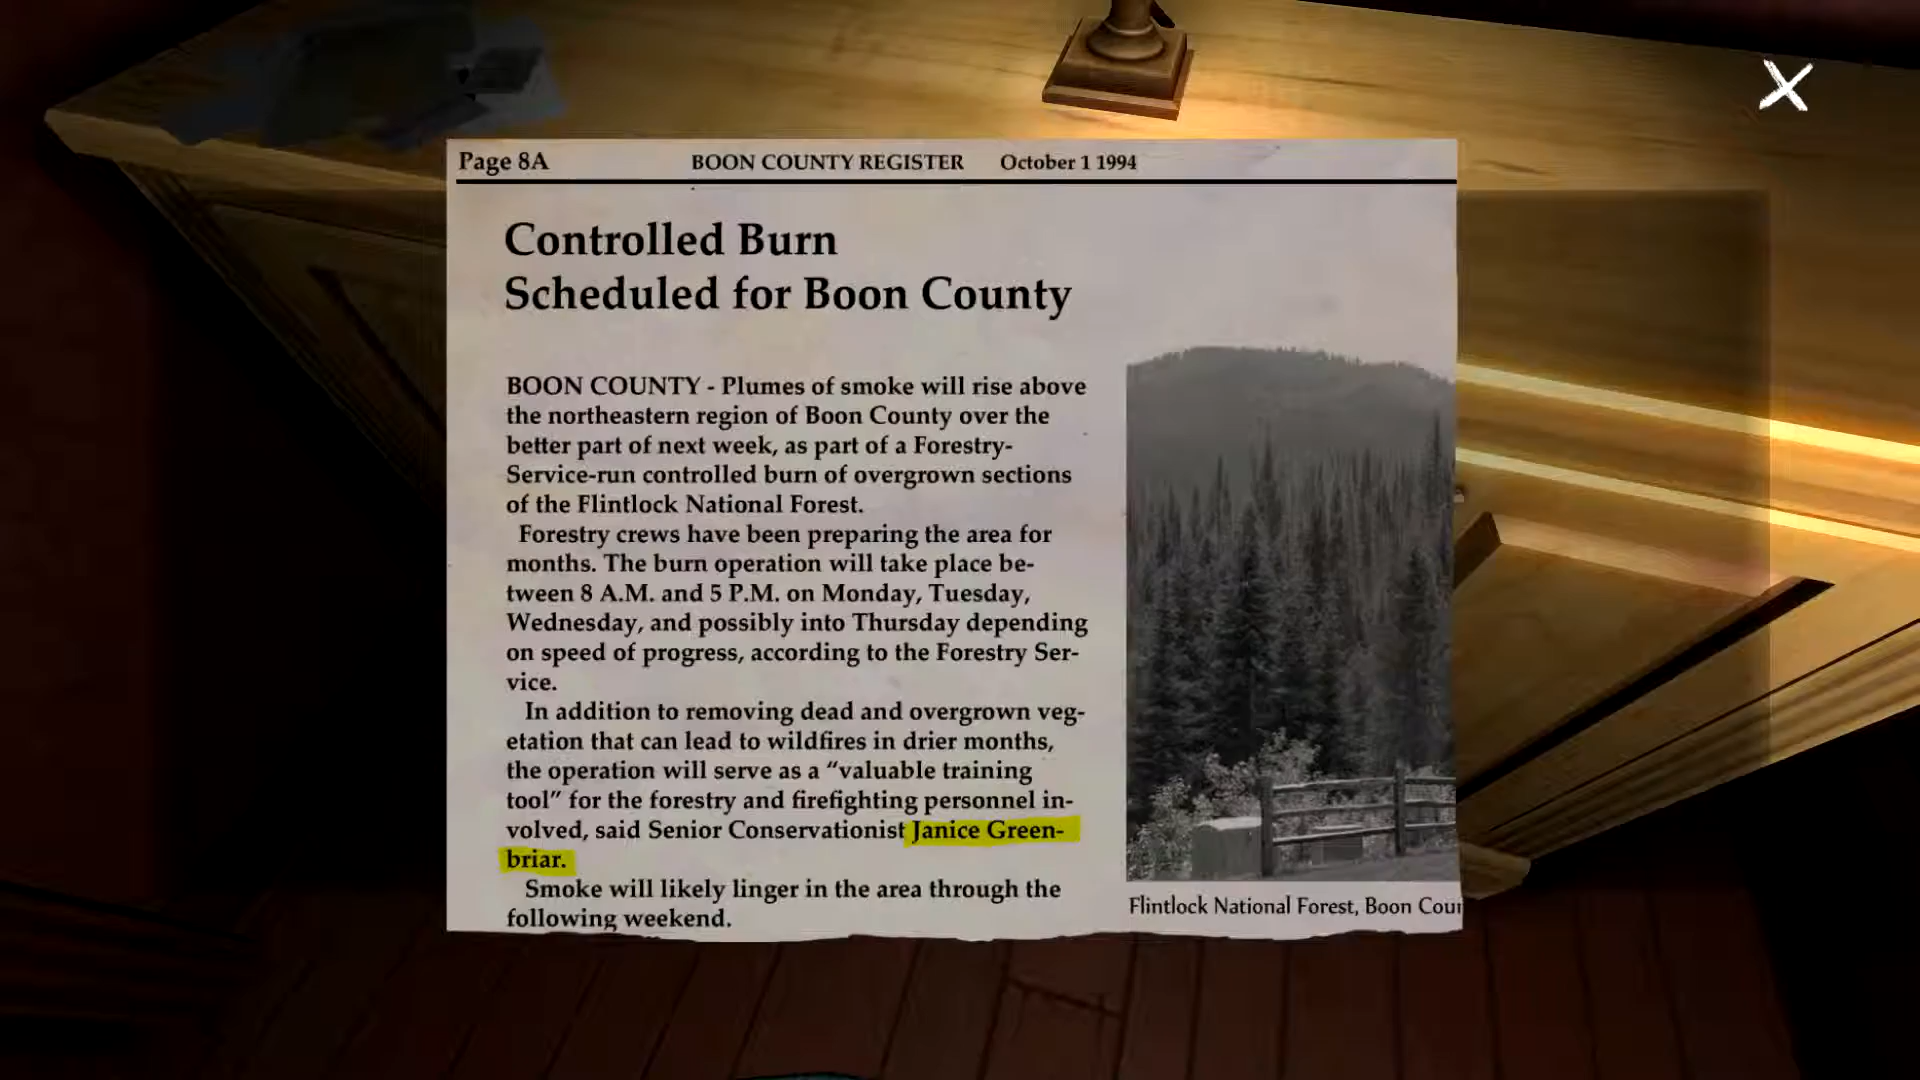 Page 8A BOON COUNTY REGISTER October 1 1994
Controlled Burn
Scheduled for Boon County
BOON COUNTY - Plumes of smoke will rise above
the northeastern region of Boon County over the
better part of next week, as part of a Forestry-
Service-run controlled burn of overgrown sections
of the Flintlock National Forest.
Forestry crews have been preparing the area for
months. The burn operation will take place be-
tween 8 A.M. and 5 P.M. on Monday, Tuesday,
Wednesday, and possibly into Thursday depending
on speed of progress, according to the Forestry Ser-
vice.
In addition to removing dead and overgrown veg-
etation that can lead to wildfires in drier months,
the operation will serve as a “valuable training
tool” for the forestry and firefighting personnel in-
volved, said Senior Conservationist Janice Green-
briar.
Smoke will likely linger in the area through the
following weekend.
Flintlock National Forest, Boon Coun